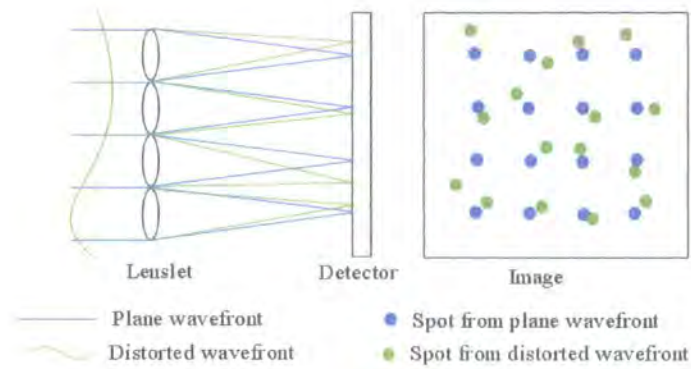 Lenslet
Detector
Image
Plane wavefront
Spot from plane wavefront
Distorted wavefront
Spot from distorted wavefront